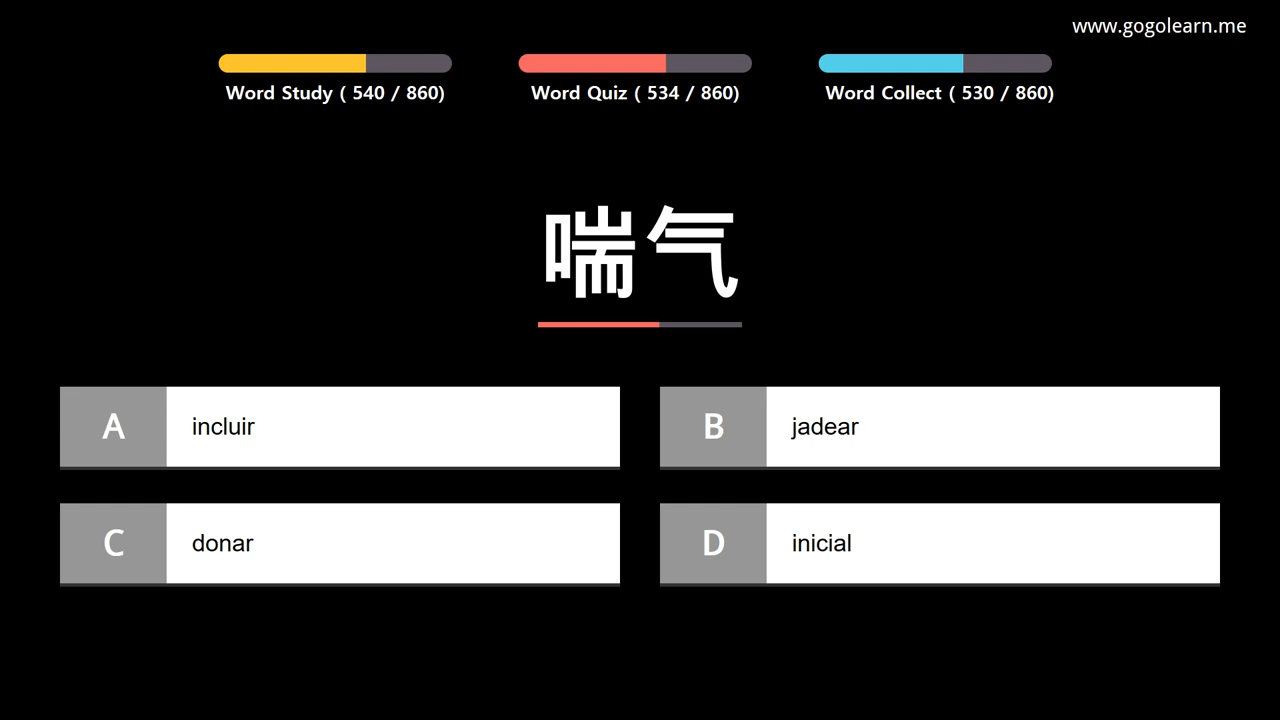 www.gogolearn.me
Word Study ( 540 / 860)
Word Quiz ( 534 / 860)
Word Collect ( 530 / 860)
喘气
A incluir
B jadear
C donar
D inicial